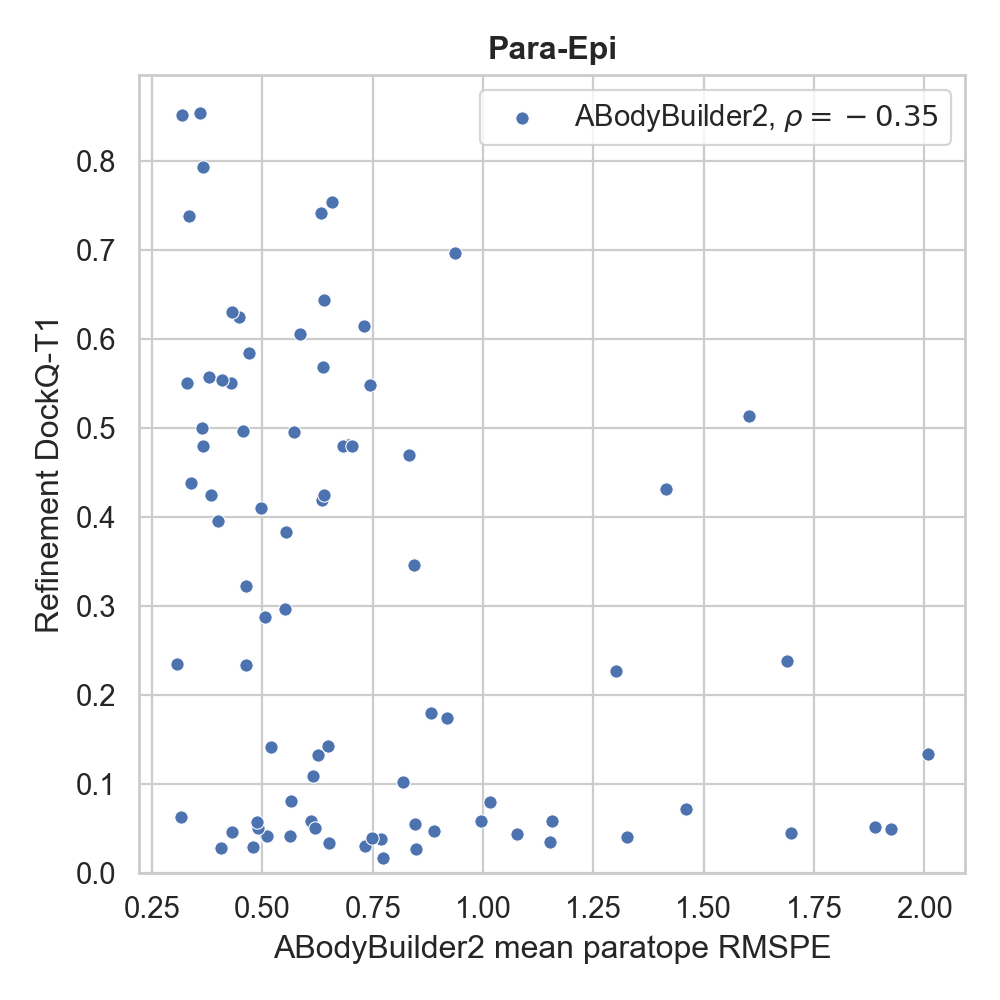 Para-Epi
ABodyBuilder2, ρ = − 0.35
Refinement DockQ-T1
0.8
0.7
0.6
0.5
0.4
0.3
0.2
0.1
0.0
0.25 0.50 0.75 1.00 1.25 1.50 1.75 2.00
ABodyBuilder2 mean paratope RMSPE